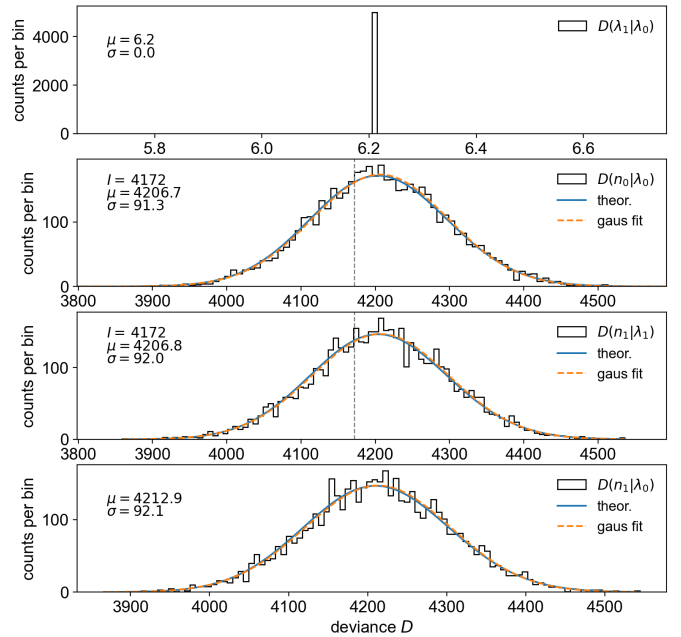 4000
2000
0
counts per bin
μ = 6.2
σ = 0.0
D(λ₁|λ₀)
5.8 6.0 6.2 6.4 6.6
100
0
counts per bin
I = 4172
μ = 4206.7
σ = 91.3
D(n₀|λ₀)
theor.
gaus fit
3800 3900 4000 4100 4200 4300 4400 4500
100
0
counts per bin
I = 4172
μ = 4206.8
σ = 92.0
D(n₁|λ₁)
theor.
gaus fit
3800 3900 4000 4100 4200 4300 4400 4500
100
0
counts per bin
μ = 4212.9
σ = 92.1
D(n₁|λ₀)
theor.
gaus fit
3900 4000 4100 4200 4300 4400 4500
deviance D